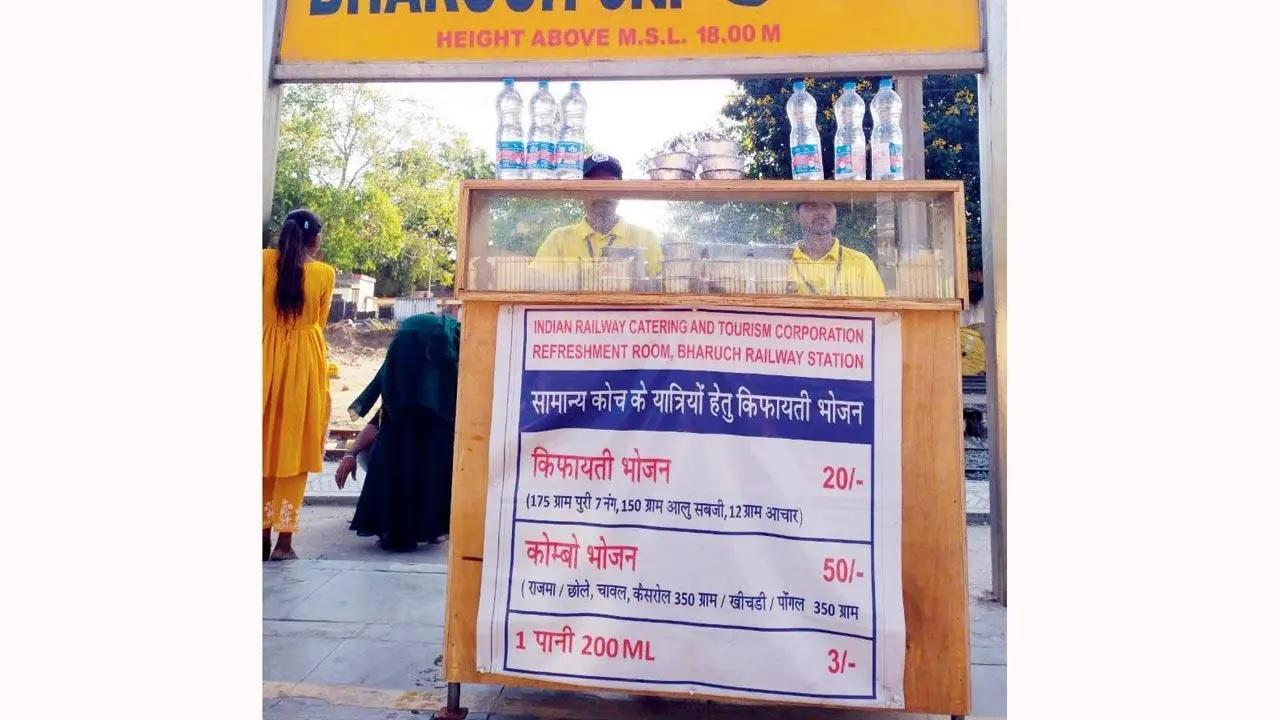 BHARUCH JN.
HEIGHT ABOVE M.S.L. 18.00 M
INDIAN RAILWAY CATERING AND TOURISM CORPORATION
REFRESHMENT ROOM, BHARUCH RAILWAY STATION
सामान्य कोच के यात्रियों हेतु किफायती भोजन
किफायती भोजन 20/-
(175 ग्राम पुरी 7 नंग, 150 ग्राम आलु सबजी, 12 ग्राम आचार)
कोम्बो भोजन 50/-
( राजमा / छोले, चावल, कैसरोल 350 ग्राम / खीचडी / पोंगल 350 ग्राम
1 पानी 200 ML 3/-